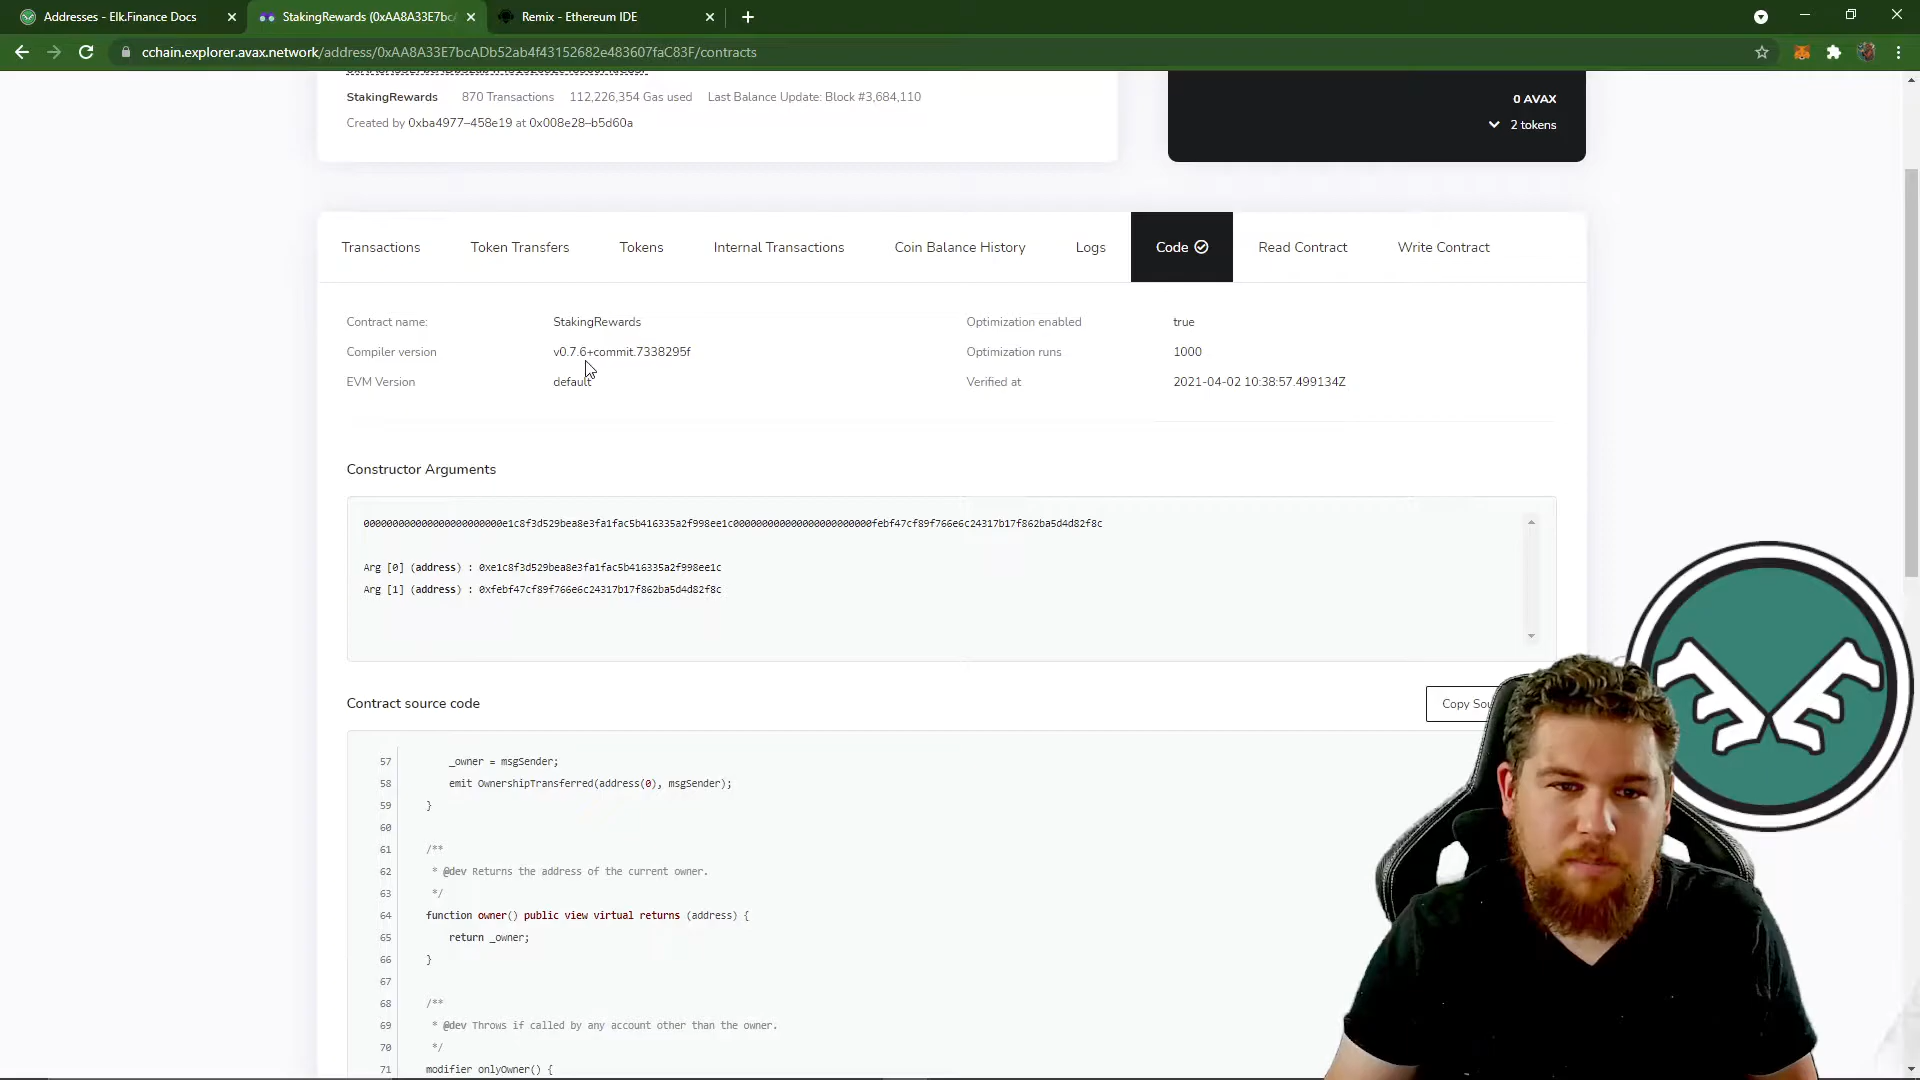 Addresses - Elk.Finance Docs
StakingRewards (0xAA8A33E7bcA
Remix - Ethereum IDE
cchain.explorer.avax.network/address/0xAA8A33E7bcADb52ab4f43152682e483607faC83F/contracts
StakingRewards 870 Transactions 112,226,354 Gas used Last Balance Update: Block #3,684,110
Created by 0xba4977–458e19 at 0x008e28–b5d60a
0 AVAX
2 tokens
Transactions Token Transfers Tokens Internal Transactions Coin Balance History Logs Code Read Contract Write Contract
Contract name: StakingRewards Optimization enabled true
Compiler version v0.7.6+commit.7338295f Optimization runs 1000
EVM Version default Verified at 2021-04-02 10:38:57.499134Z
Constructor Arguments
000000000000000000000000e1c8f3d529bea8e3fa1fac5b416335a2f998ee1c000000000000000000000000febf47cf89f766e6c24317b17f862ba5d4d82f8c
Arg [0] (address) : 0xe1c8f3d529bea8e3fa1fac5b416335a2f998ee1c
Arg [1] (address) : 0xfebf47cf89f766e6c24317b17f862ba5d4d82f8c
Contract source code
Copy Sou
57 _owner = msgSender;
58 emit OwnershipTransferred(address(0), msgSender);
59 }
60
61 /**
62 * @dev Returns the address of the current owner.
63 */
64 function owner() public view virtual returns (address) {
65 return _owner;
66 }
67
68 /**
69 * @dev Throws if called by any account other than the owner.
70 */
71 modifier onlyOwner() {